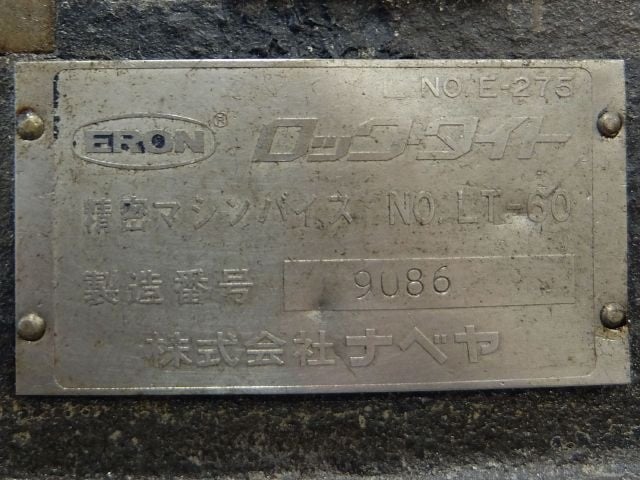 NO.E-275
ERON® ロックタイト
精密マシンバイス NO.LT-60
製造番号 9086
株式会社ナベヤ